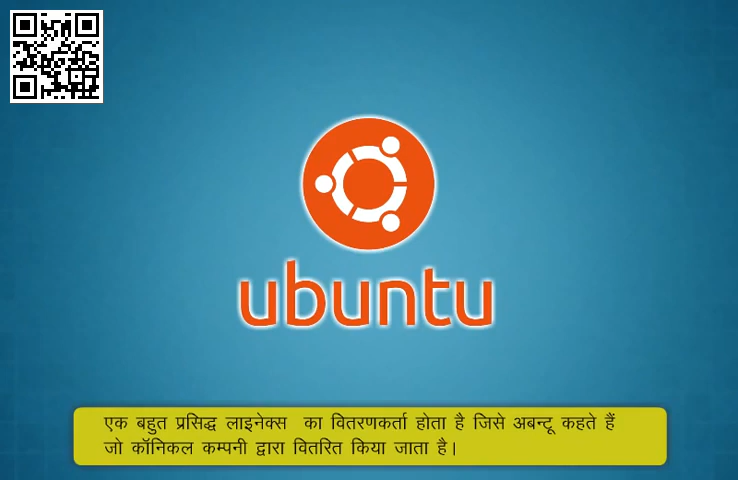 ubuntu
एक बहुत प्रसिद्ध लाइनेक्स का वितरणकर्ता होता है जिसे अबन्टू कहते हैं
जो कॉनिकल कम्पनी द्वारा वितरित किया जाता है।